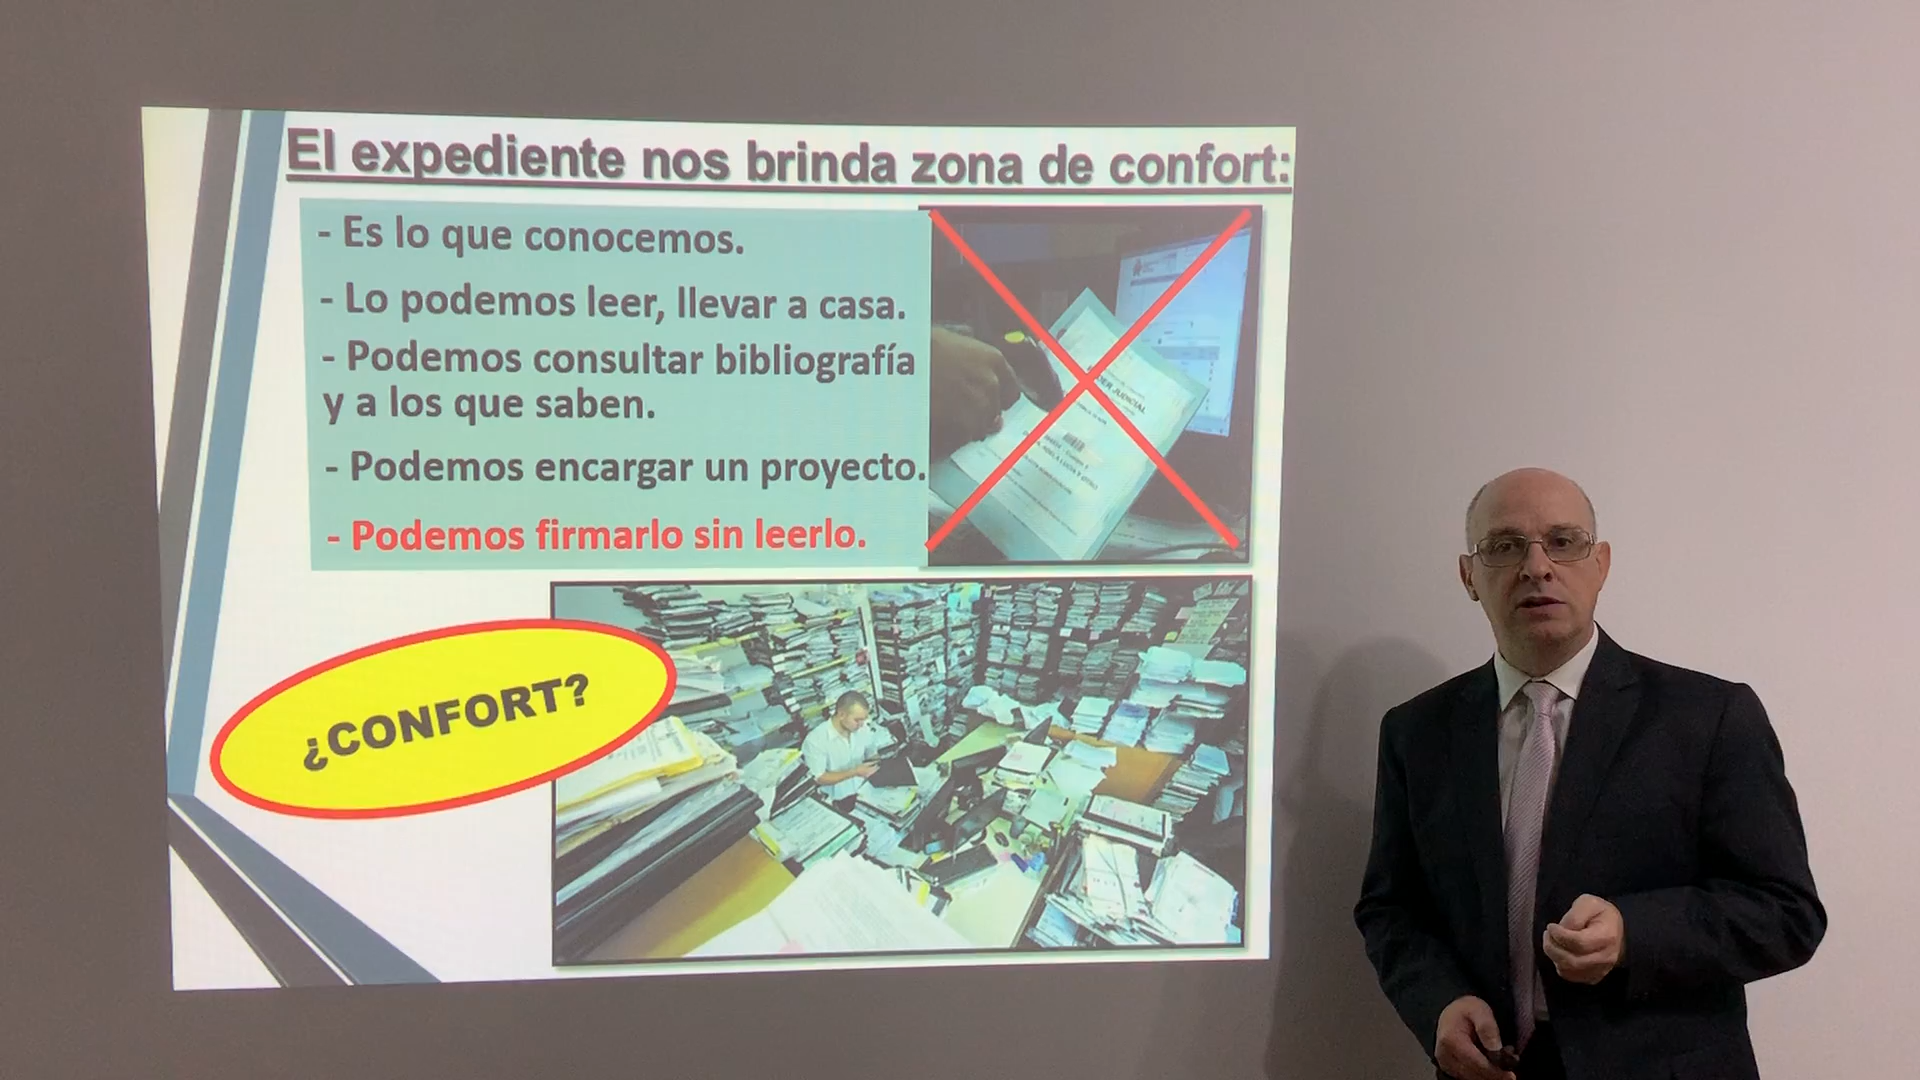 El expediente nos brinda zona de confort:
- Es lo que conocemos.
- Lo podemos leer, llevar a casa.
- Podemos consultar bibliografía
y a los que saben.
- Podemos encargar un proyecto.
- Podemos firmarlo sin leerlo.
JUDICIAL
¿CONFORT?